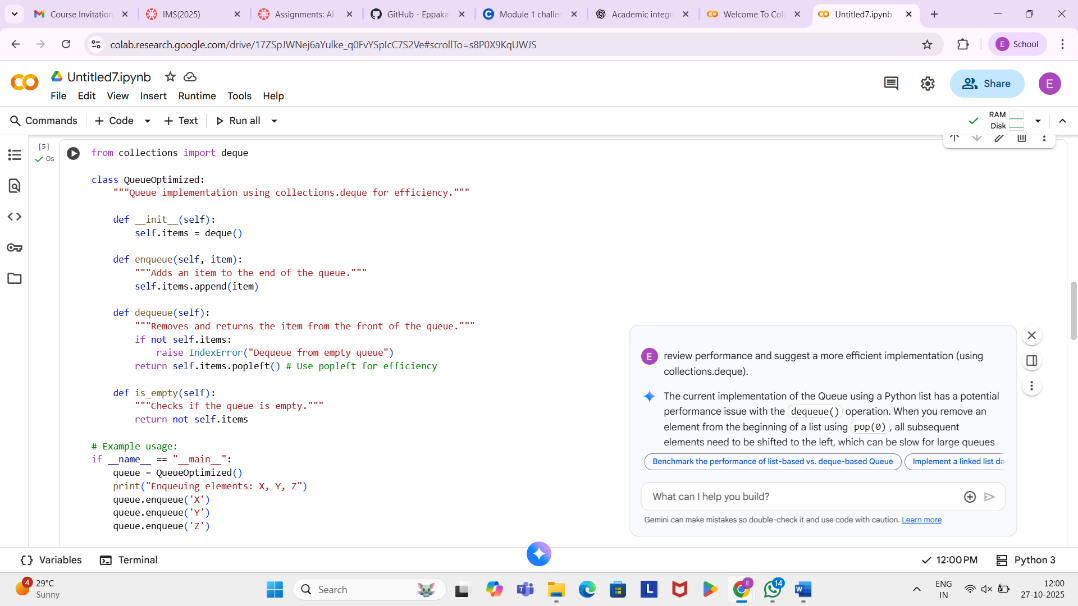 Course Invitation
IMS(2025)
Assignments: AI
GitHub - Eppaka
Module 1 challen
Academic integr
Welcome To Col
Untitled7.ipynb
colab.research.google.com/drive/17ZSpJWNej6aYulke_q0FvYSpIcC7S2Ve#scrollTo=s8P0X9KqUWJS
E School
Untitled7.ipynb
File Edit View Insert Runtime Tools Help
Share
E
Commands + Code + Text Run all
RAM
Disk
[5]
0s
from collections import deque
class QueueOptimized:
"""Queue implementation using collections.deque for efficiency."""
def __init__(self):
self.items = deque()
def enqueue(self, item):
"""Adds an item to the end of the queue."""
self.items.append(item)
def dequeue(self):
"""Removes and returns the item from the front of the queue."""
if not self.items:
raise IndexError("Dequeue from empty queue")
return self.items.popleft() # Use popleft for efficiency
def is_empty(self):
"""Checks if the queue is empty."""
return not self.items
# Example usage:
if __name__ == "__main__":
queue = QueueOptimized()
print("Enqueuing elements: X, Y, Z")
queue.enqueue('X')
queue.enqueue('Y')
queue.enqueue('Z')
E review performance and suggest a more efficient implementation (using
collections.deque).
The current implementation of the Queue using a Python list has a potential
performance issue with the dequeue() operation. When you remove an
element from the beginning of a list using pop(0), all subsequent
elements need to be shifted to the left, which can be slow for large queues
Benchmark the performance of list-based vs. deque-based Queue
Implement a linked list da
What can I help you build?
Gemini can make mistakes so double-check it and use code with caution. Learn more
Variables Terminal
12:00 PM Python 3
4
29°C
Sunny
Search
L
E
14
W
ENG
IN
12:00
27-10-2025